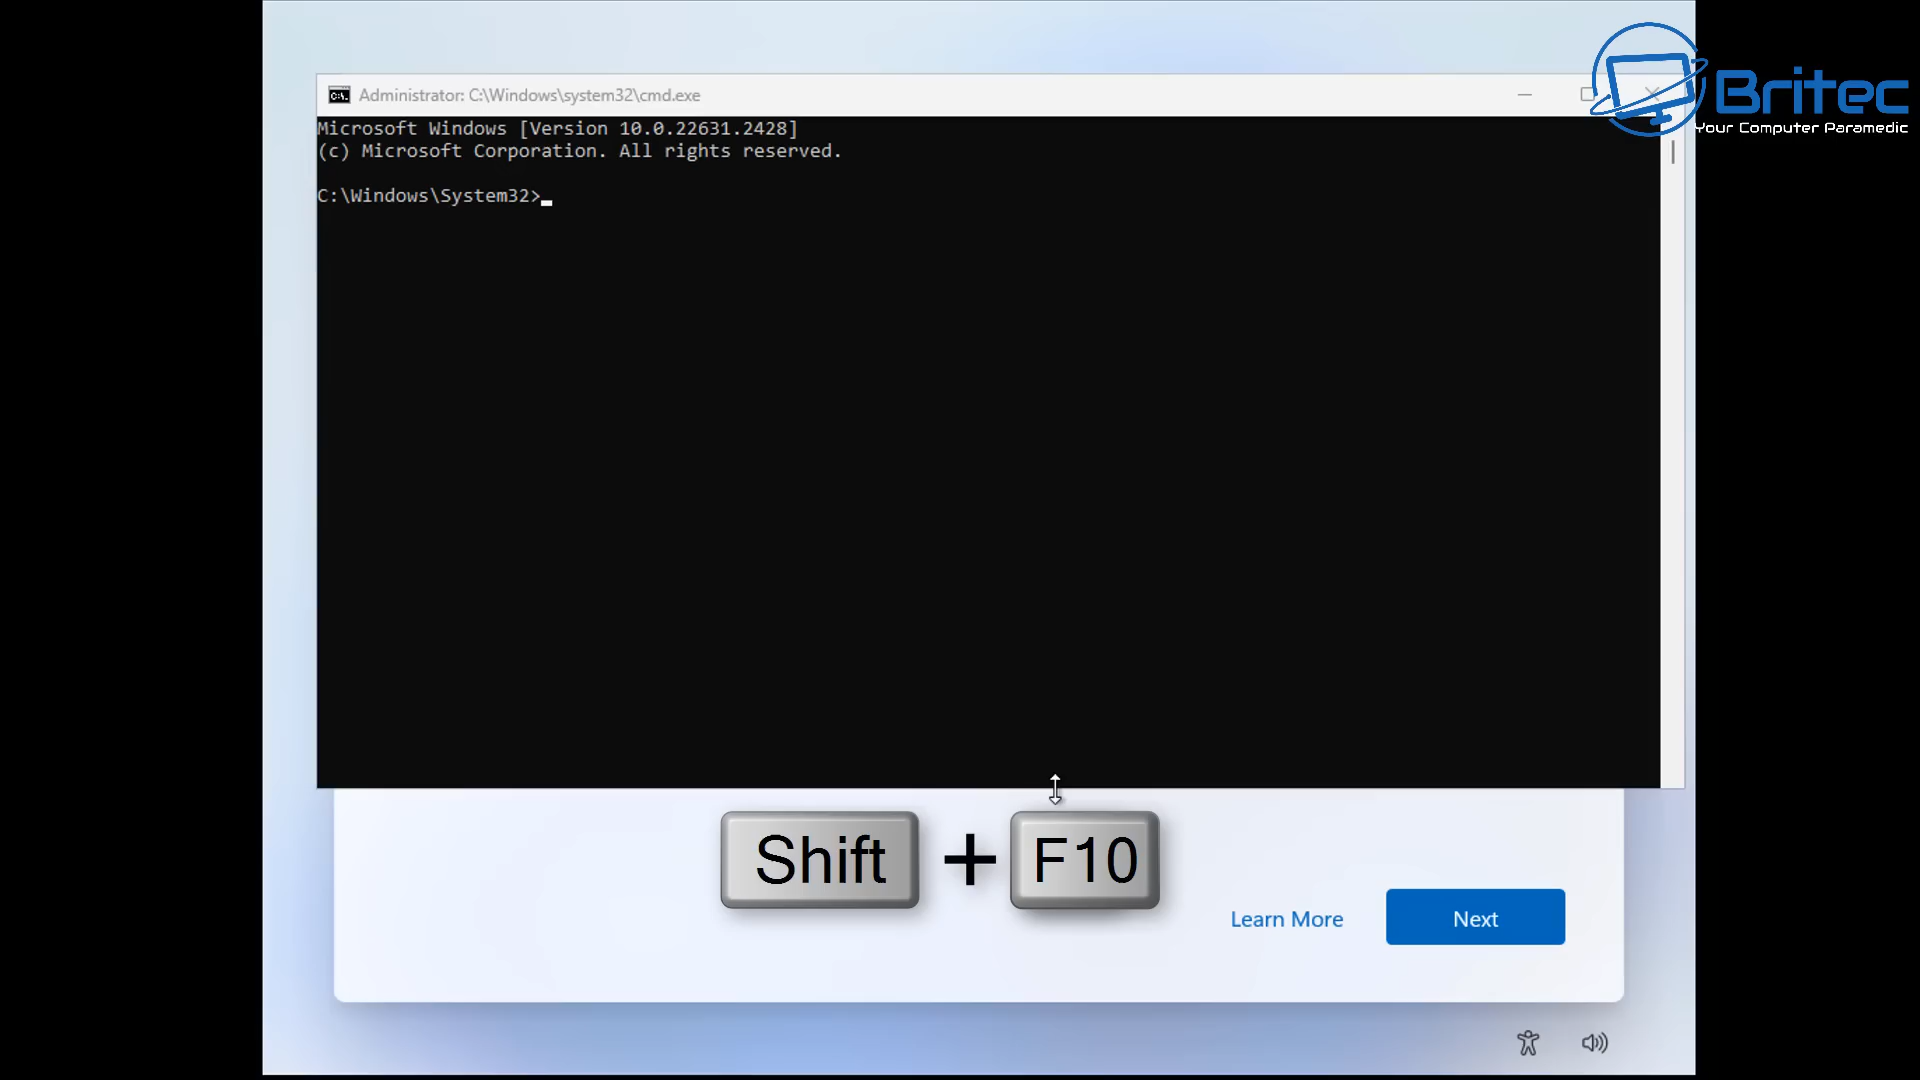 Britec
Your Computer Paramedic
Administrator: C:\Windows\system32\cmd.exe
Microsoft Windows [Version 10.0.22631.2428]
(c) Microsoft Corporation. All rights reserved.
C:\Windows\System32>
Shift + F10
Learn More
Next